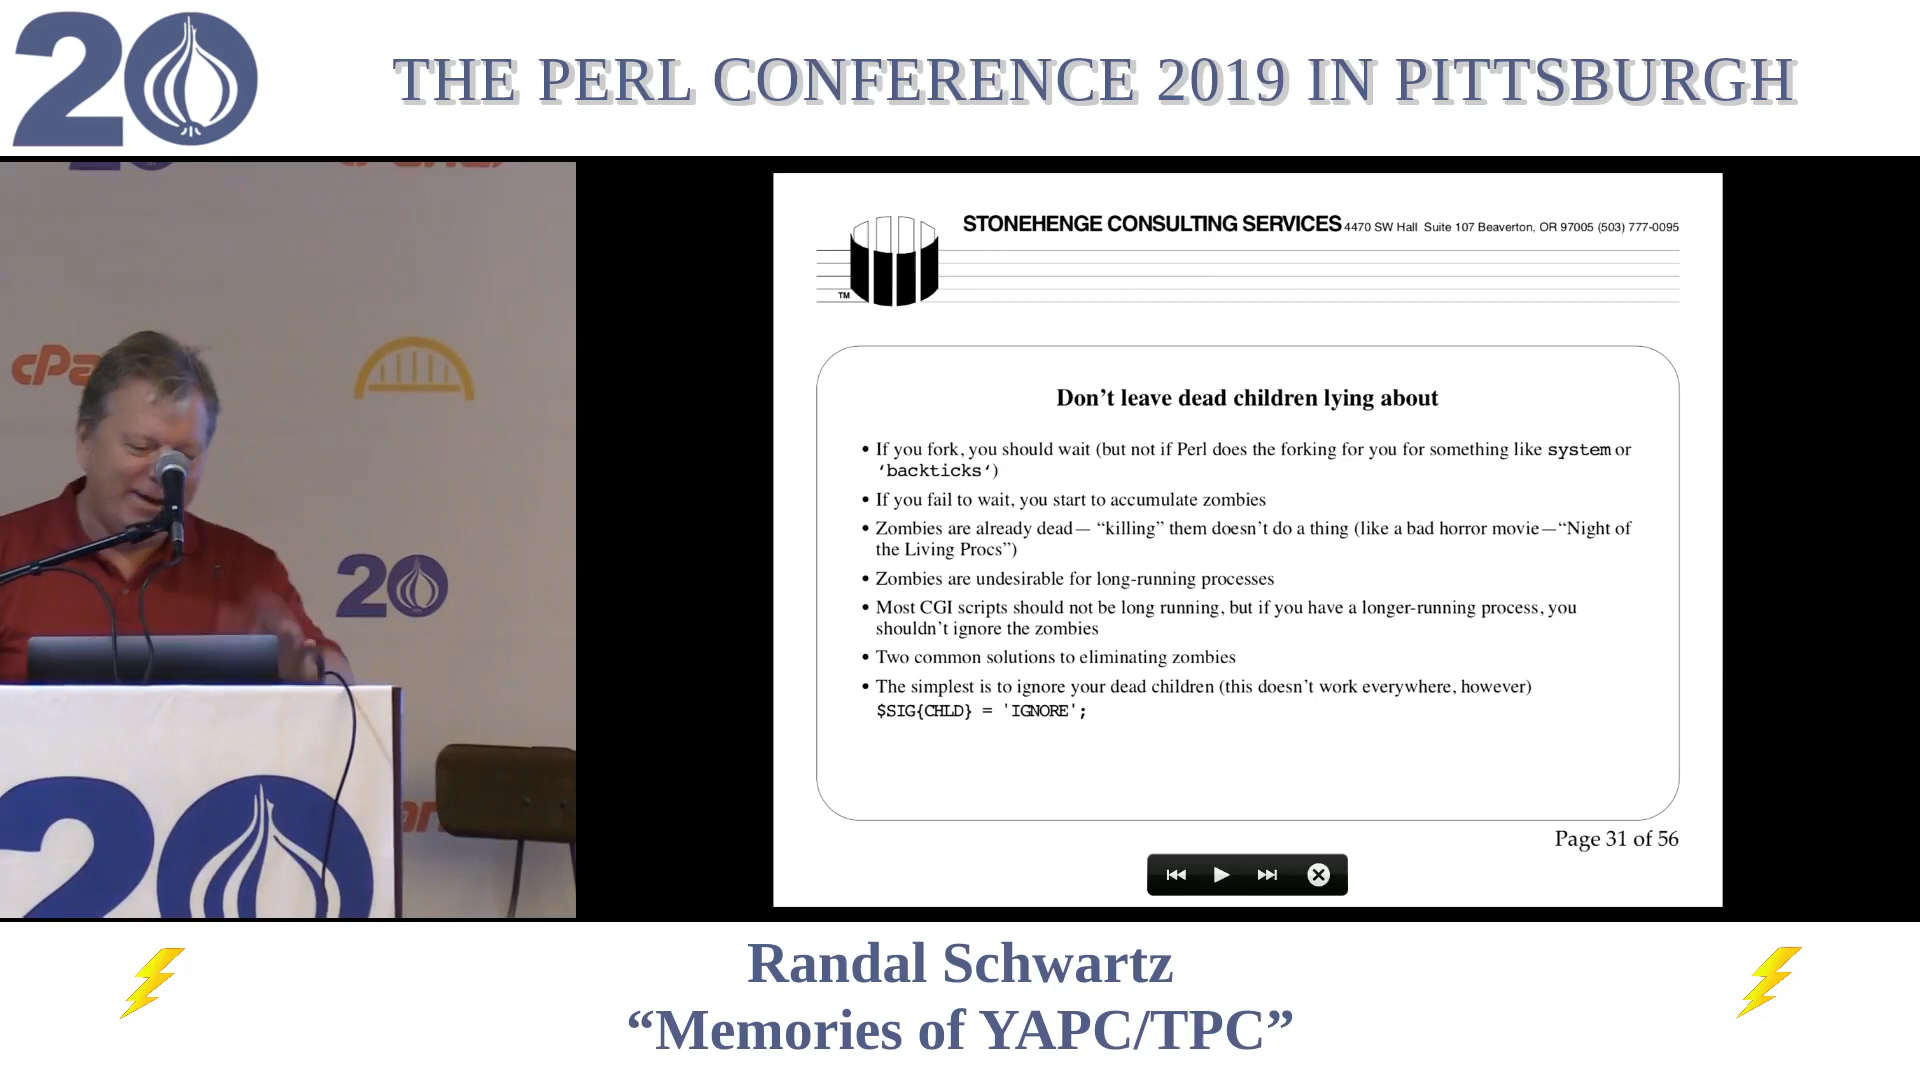 20
THE PERL CONFERENCE 2019 IN PITTSBURGH
20
cPanel
cPa
20
20
STONEHENGE CONSULTING SERVICES 4470 SW Hall Suite 107 Beaverton, OR 97005 (503) 777-0095
TM
Don’t leave dead children lying about
• If you fork, you should wait (but not if Perl does the forking for you for something like system or
‘backticks‘)
• If you fail to wait, you start to accumulate zombies
• Zombies are already dead— “killing” them doesn’t do a thing (like a bad horror movie—“Night of
the Living Procs”)
• Zombies are undesirable for long-running processes
• Most CGI scripts should not be long running, but if you have a longer-running process, you
shouldn’t ignore the zombies
• Two common solutions to eliminating zombies
• The simplest is to ignore your dead children (this doesn’t work everywhere, however)
$SIG{CHLD} = 'IGNORE';
Page 31 of 56
Randal Schwartz
“Memories of YAPC/TPC”